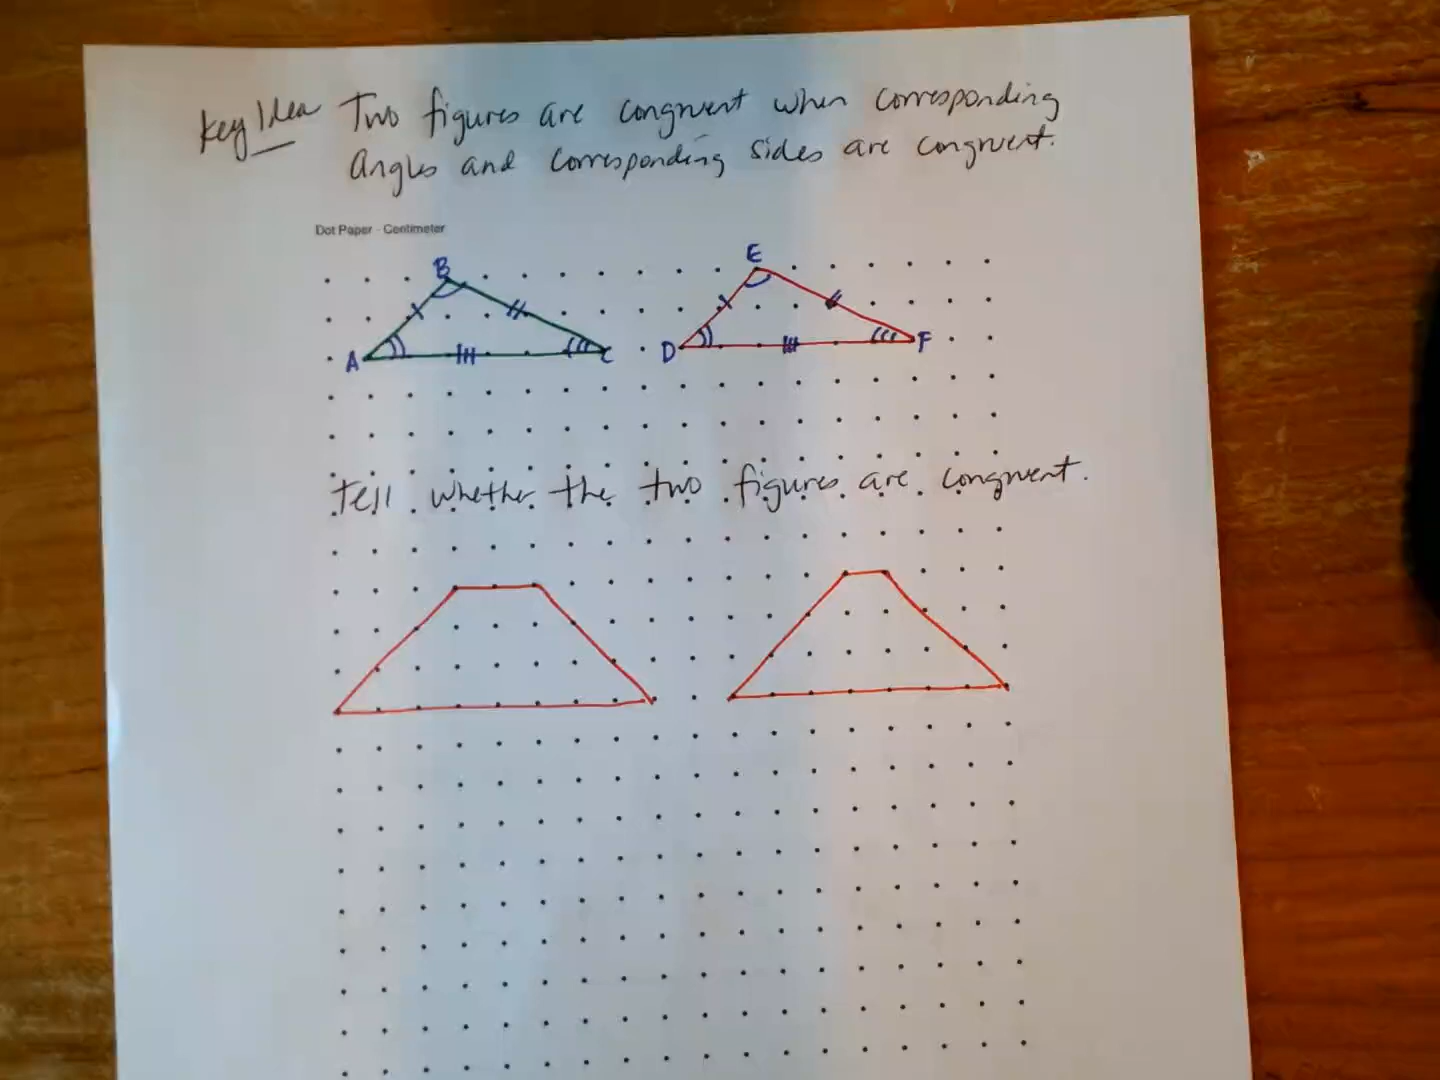 Key Idea Two figures are congruent when corresponding
Angles and corresponding sides are congruent.
Dot Paper - Centimeter
B E
A C D F
Tell whether the two figures are congruent.